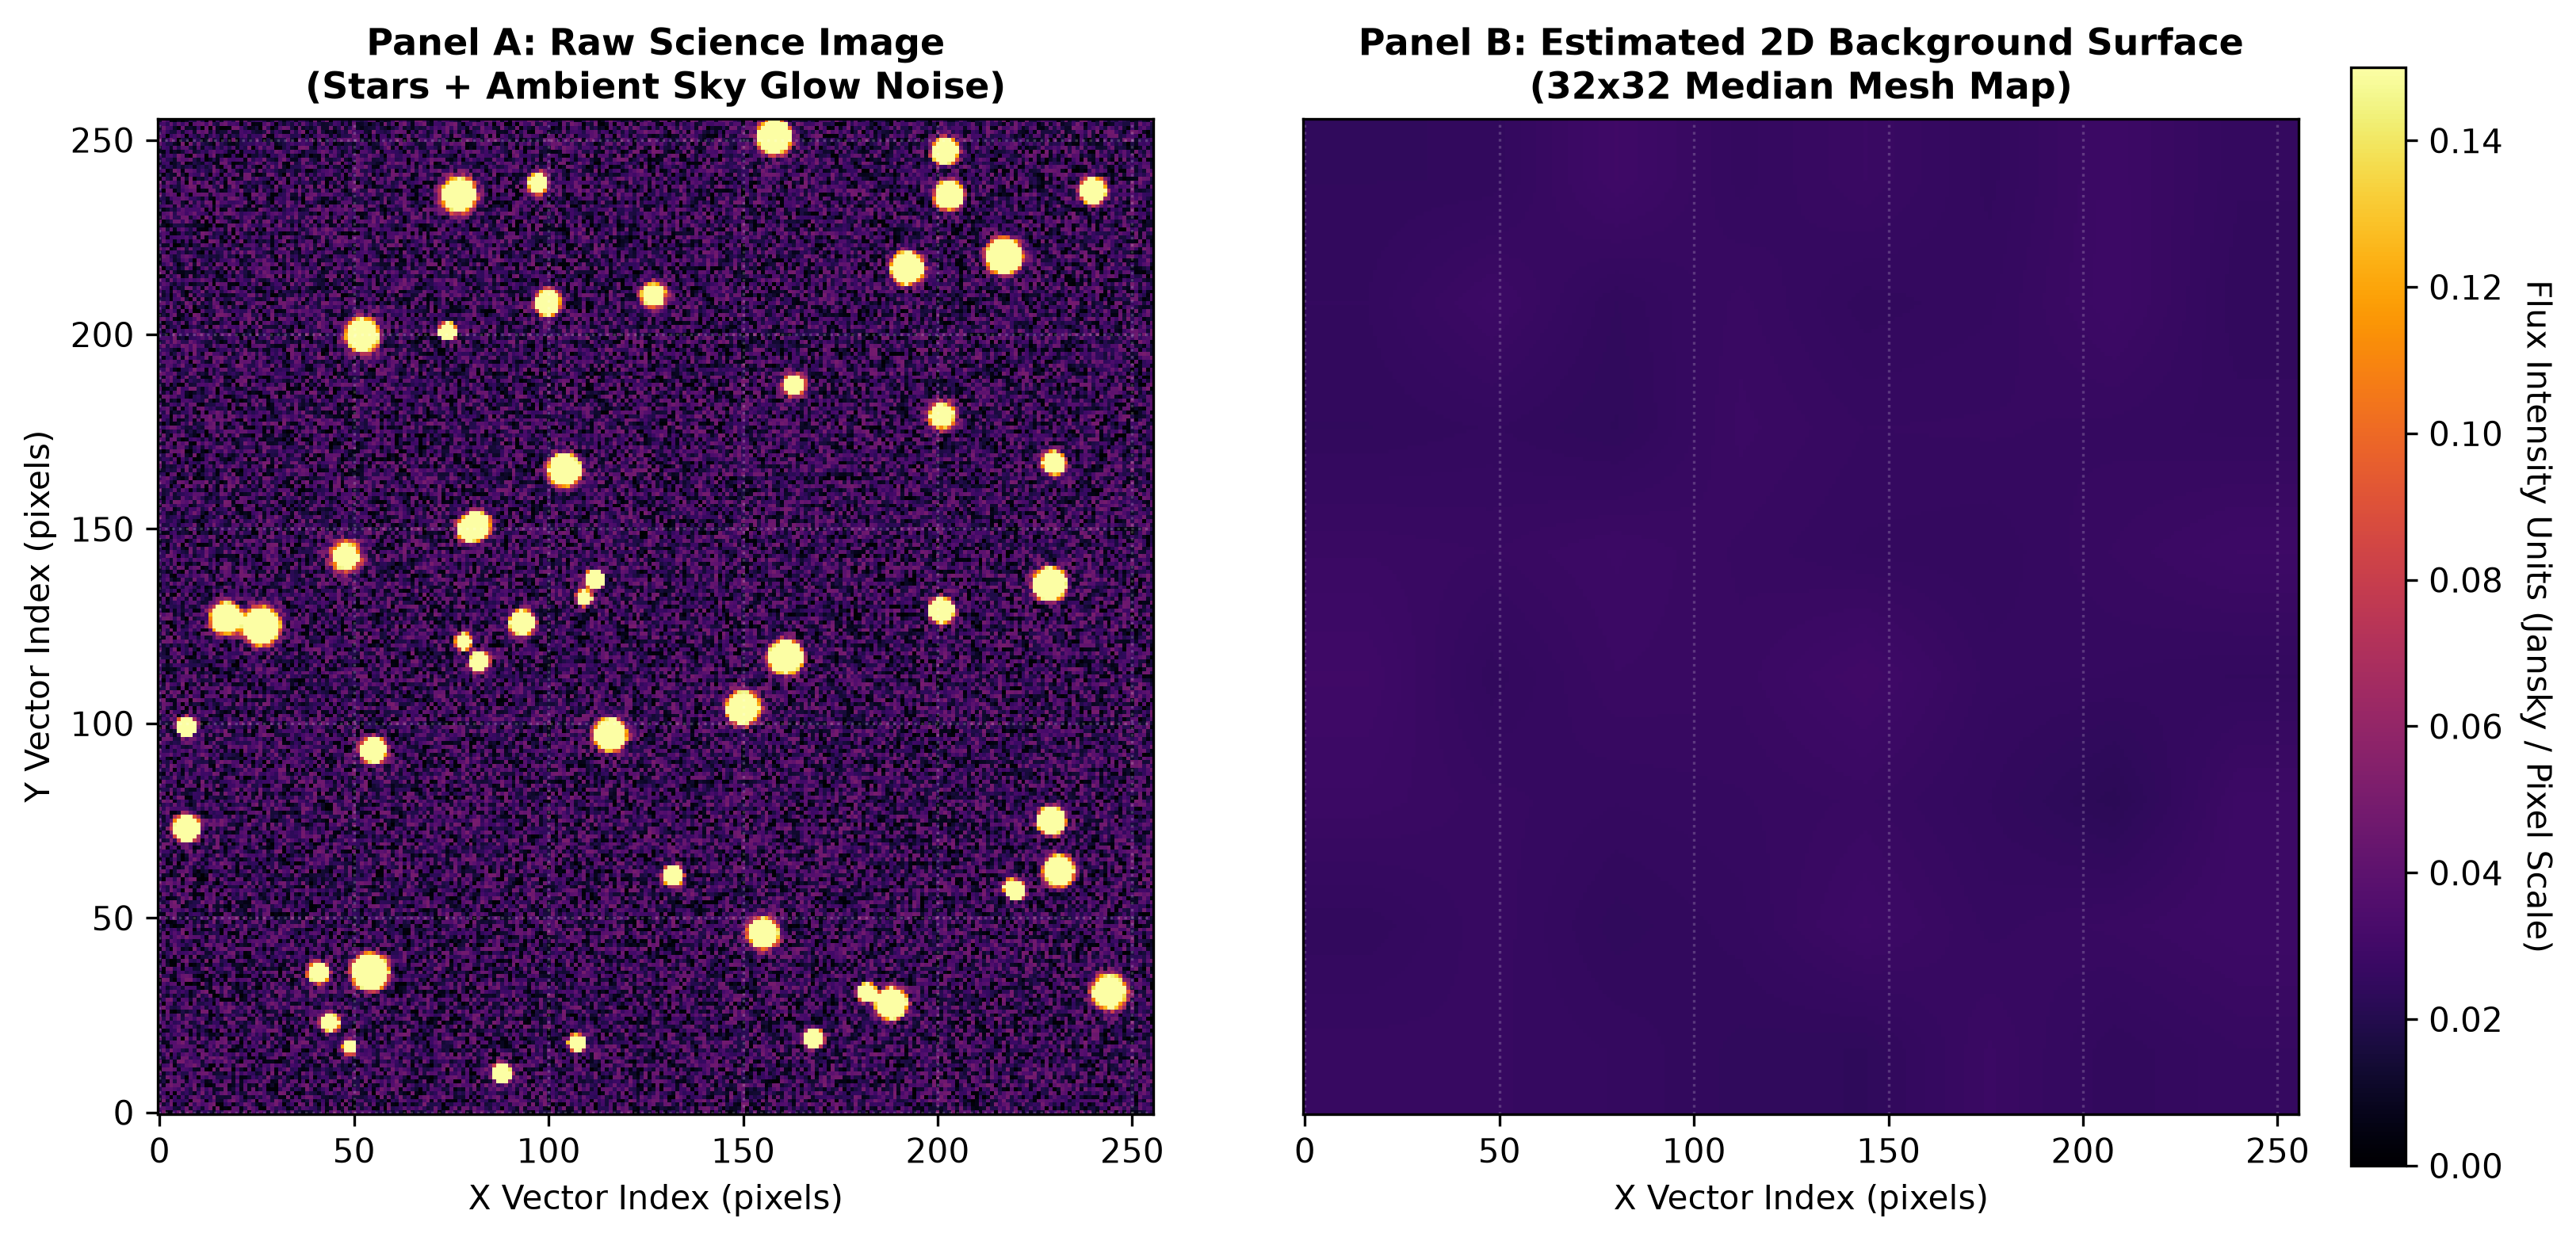 Panel A: Raw Science Image
(Stars + Ambient Sky Glow Noise)
Y Vector Index (pixels)
250
200
150
100
50
0
0 50 100 150 200 250
X Vector Index (pixels)
Panel B: Estimated 2D Background Surface
(32x32 Median Mesh Map)
0 50 100 150 200 250
X Vector Index (pixels)
0.14
0.12
0.10
0.08
0.06
0.04
0.02
0.00
Flux Intensity Units (Jansky / Pixel Scale)